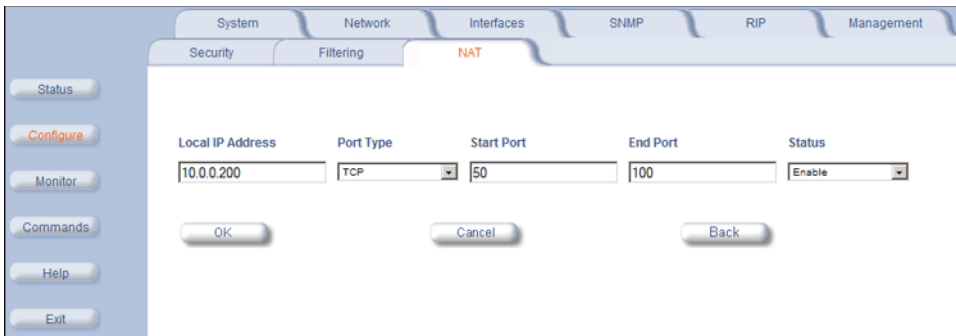 System Network Interfaces SNMP RIP Management
Security Filtering NAT
Status
Configure
Monitor
Commands
Help
Exit
Local IP Address Port Type Start Port End Port Status
10.0.0.200 TCP 50 100 Enable
OK Cancel Back